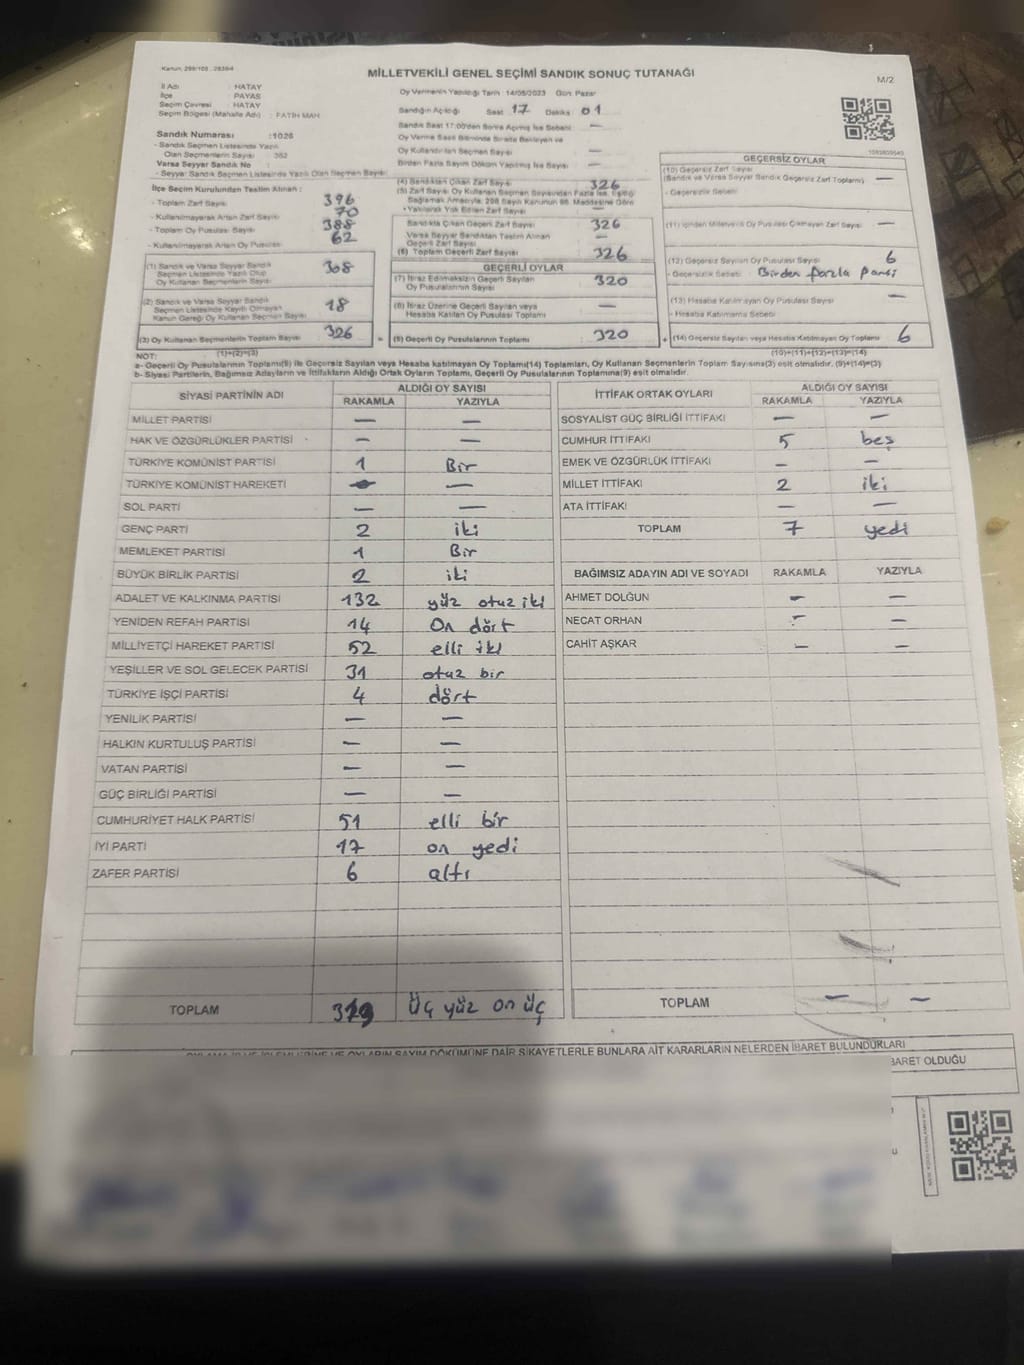 Kanun, 298/105 , 2839/4
MİLLETVEKİLİ GENEL SEÇİMİ SANDIK SONUÇ TUTANAĞI
M/2
İl Adı : HATAY
İlçe : PAYAS
Seçim Çevresi : HATAY
Seçim Bölgesi (Mahalle Adı) : FATİH MAH.
Sandık Numarası :1026
- Sandık Seçmen Listesinde Yazılı
Olan Seçmenlerin Sayısı : 382
Varsa Seyyar Sandık No :
- Seyyar Sandık Seçmen Listesinde Yazılı Olan Seçmen Sayısı
İlçe Seçim Kurulundan Teslim Alınan :
- Toplam Zarf Sayısı 396
- Kullanılmayarak Artan Zarf Sayısı 70
- Toplam Oy Pusulası Sayısı 388
- Kullanılmayarak Artan Oy Pusulası 62
(1) Sandık ve Varsa Seyyar Sandık
Seçmen Listesinde Yazılı Olup
Oy Kullanan Seçmenlerin Sayısı 308
(2) Sandık ve Varsa Seyyar Sandık
Seçmen Listesinde Kayıtlı Olmayan
Kanun Gereği Oy Kullanan Seçmen Sayısı 18
(3) Oy Kullanan Seçmenlerin Toplam Sayısı 326
(1)+(2)=(3)
Oy Vermenin Yapıldığı Tarih : 14/05/2023 Gün: Pazar
Sandığın Açıldığı Saat 17 Dakika : 01
Sandık Saat 17:00'den Sonra Açılmış İse Sebebi : —
Oy Verme Saati Bitiminde Sırada Bekleyen ve
Oy Kullandırılan Seçmen Sayısı : —
Birden Fazla Sayım Döküm Yapılmış İse Sayısı : —
(4) Sandıktan Çıkan Zarf Sayısı 326
(5) Zarf Sayısı Oy Kullanan Seçmen Sayısından Fazla İse, Eşitliği
Sağlamak Amacıyla, 298 Sayılı Kanunun 98. Maddesine Göre
- Yakılarak Yok Edilen Zarf Sayısı —
Sandıkta Çıkan Geçerli Zarf Sayısı 326
Varsa Seyyar Sandıktan Teslim Alınan
Geçerli Zarf Sayısı —
(6) Toplam Geçerli Zarf Sayısı 326
GEÇERLİ OYLAR
(7) İtiraz Edilmeksizin Geçerli Sayılan
Oy Pusulalarının Sayısı 320
(8) İtiraz Üzerine Geçerli Sayılan veya
Hesaba Katılan Oy Pusulası Toplamı —
= (9) Geçerli Oy Pusulalarının Toplamı 320
GEÇERSİZ OYLAR
(10) Geçersiz Zarf Sayısı
(Sandık ve Varsa Seyyar Sandık Geçersiz Zarf Toplamı) —
- Geçersizlik Sebebi
(11) İçinden Milletvekili Oy Pusulası Çıkmayan Zarf Sayısı —
(12) Geçersiz Sayılan Oy Pusulası Sayısı 6
- Geçersizlik Sebebi : Birden fazla
(13) Hesaba Katılmayan Oy Pusulası Sayısı —
- Hesaba Katılmama Sebebi
+ (14) Geçersiz Sayılan veya Hesaba Katılmayan Oy Toplamı 6
(10)+(11)+(12)+(13)=(14)
NOT:
a- Geçerli Oy Pusulalarının Toplamı(9) ile Geçersiz Sayılan veya Hesaba katılmayan Oy Toplamı(14) Toplamları, Oy Kullanan Seçmenlerin Toplam Sayısına(3) eşit olmalıdır. (9)+(14)=(3)
b- Siyasi Partilerin, Bağımsız Adayların ve İttifakların Aldığı Ortak Oyların Toplamı, Geçerli Oy Pusulalarının Toplamına(9) eşit olmalıdır.
SİYASİ PARTİNİN ADI ALDIĞI OY SAYISI
RAKAMLA YAZIYLA
MİLLET PARTİSİ — —
HAK VE ÖZGÜRLÜKLER PARTİSİ — —
TÜRKİYE KOMÜNİST PARTİSİ 1 Bir
TÜRKİYE KOMÜNİST HAREKETİ — —
SOL PARTİ — —
GENÇ PARTİ 2 iki
MEMLEKET PARTİSİ 1 Bir
BÜYÜK BİRLİK PARTİSİ 2 iki
ADALET VE KALKINMA PARTİSİ 132 yüz otuz iki
YENİDEN REFAH PARTİSİ 14 On dört
MİLLİYETÇİ HAREKET PARTİSİ 52 elli iki
YEŞİLLER VE SOL GELECEK PARTİSİ 31 otuz bir
TÜRKİYE İŞÇİ PARTİSİ 4 dört
YENİLİK PARTİSİ — —
HALKIN KURTULUŞ PARTİSİ — —
VATAN PARTİSİ — —
GÜÇ BİRLİĞİ PARTİSİ — —
CUMHURİYET HALK PARTİSİ 51 elli bir
İYİ PARTİ 17 on yedi
ZAFER PARTİSİ 6 altı
TOPLAM üç yüz on üç
İTTİFAK ORTAK OYLARI ALDIĞI OY SAYISI
RAKAMLA YAZIYLA
SOSYALİST GÜÇ BİRLİĞİ İTTİFAKI — —
CUMHUR İTTİFAKI 5 beş
EMEK VE ÖZGÜRLÜK İTTİFAKI — —
MİLLET İTTİFAKI 2 iki
ATA İTTİFAKI — —
TOPLAM 7 yedi
BAĞIMSIZ ADAYIN ADI VE SOYADI RAKAMLA YAZIYLA
AHMET DOLĞUN — —
NECAT ORHAN — —
CAHİT AŞKAR — —
TOPLAM — —
OYLAMA İŞ VE İŞLEMLERİNE VE OYLARIN SAYIM DÖKÜMÜNE DAİR ŞİKAYETLERLE BUNLARA AİT KARARLARIN NELERDEN İBARET BULUNDUKLARI
BARET OLDUĞU